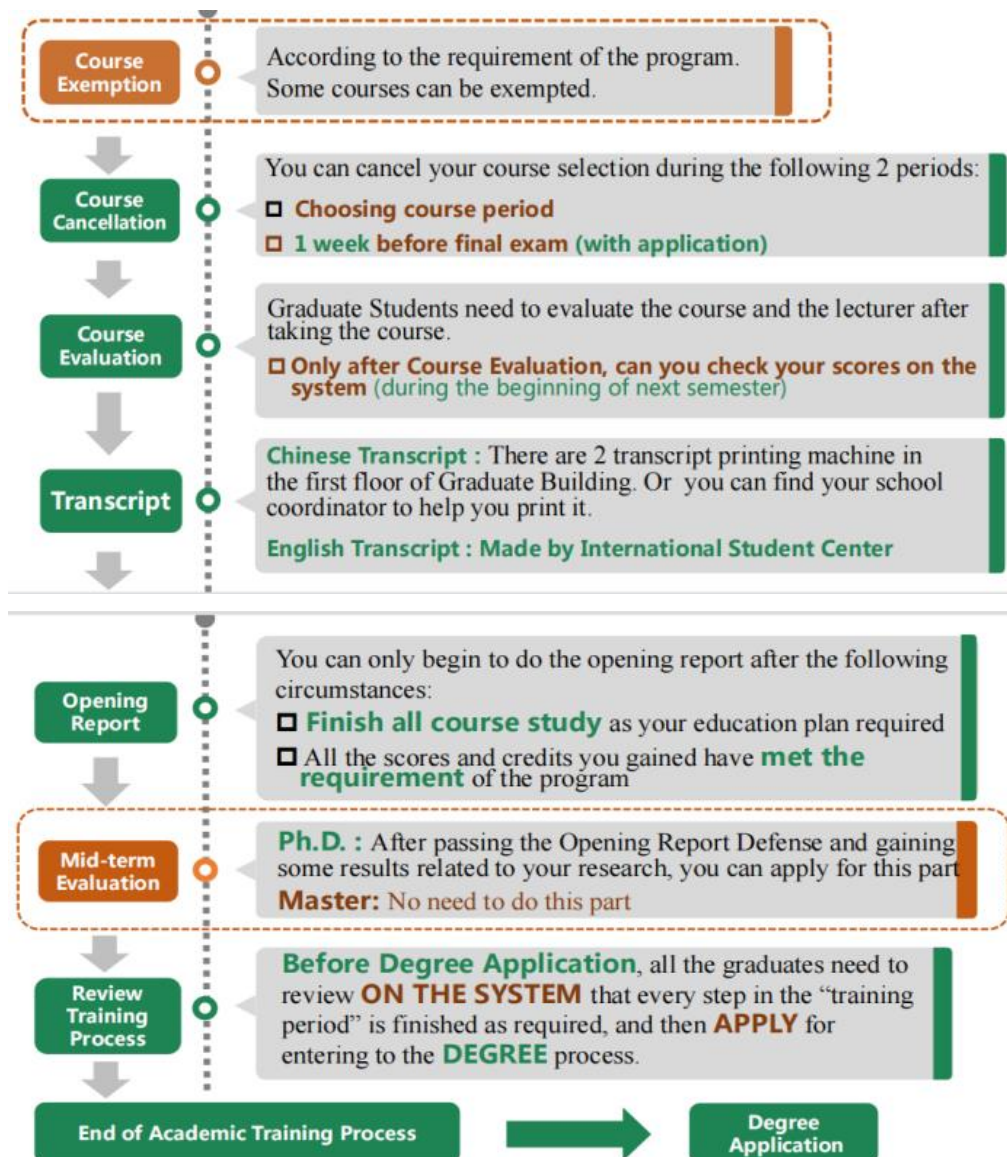 Course
Exemption
According to the requirement of the program.
Some courses can be exempted.
Course
Cancellation
You can cancel your course selection during the following 2 periods:
Choosing course period
1 week before final exam (with application)
Course
Evaluation
Graduate Students need to evaluate the course and the lecturer after
taking the course.
Only after Course Evaluation, can you check your scores on the
system (during the beginning of next semester)
Transcript
Chinese Transcript : There are 2 transcript printing machine in
the first floor of Graduate Building. Or you can find your school
coordinator to help you print it.
English Transcript : Made by International Student Center
Opening
Report
You can only begin to do the opening report after the following
circumstances:
Finish all course study as your education plan required
All the scores and credits you gained have met the
requirement of the program
Mid-term
Evaluation
Ph.D. : After passing the Opening Report Defense and gaining
some results related to your research, you can apply for this part
Master: No need to do this part
Review
Training
Process
Before Degree Application, all the graduates need to
review ON THE SYSTEM that every step in the “training
period” is finished as required, and then APPLY for
entering to the DEGREE process.
End of Academic Training Process
Degree
Application